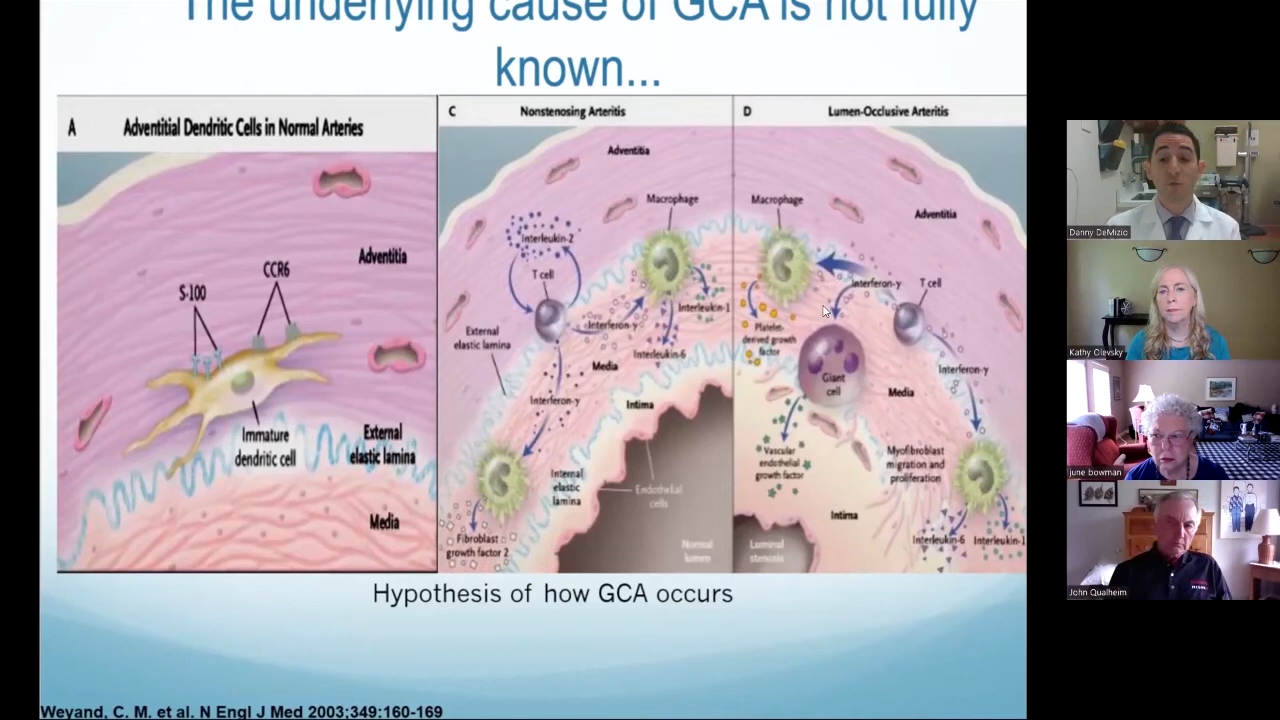 The underlying cause of GCA is not fully
known...
A
Adventitial Dendritic Cells in Normal Arteries
S-100
CCR6
Adventitia
Immature
dendritic cell
External
elastic lamina
Media
C
Nonstenosing Arteritis
Adventitia
Macrophage
Interleukin-2
T cell
Interferon-γ
Interleukin-1
External
elastic lamina
Interleukin-6
Media
Interferon-γ
Intima
Internal
elastic
lamina
Endothelial
cells
Fibroblast
growth factor 2
Normal
lumen
D
Lumen-Occlusive Arteritis
Macrophage
Adventitia
Interferon-γ
T cell
Platelet-
derived growth
factor
Giant
cell
Interferon-γ
Media
Vascular
endothelial
growth factor
Myofibroblast
migration and
proliferation
Intima
Luminal
stenosis
Interleukin-6
Interleukin-1
Hypothesis of how GCA occurs
Weyand, C. M. et al. N Engl J Med 2003;349:160-169
Danny DeMizio
Kathy Olevsky
june bowman
John Qualheim